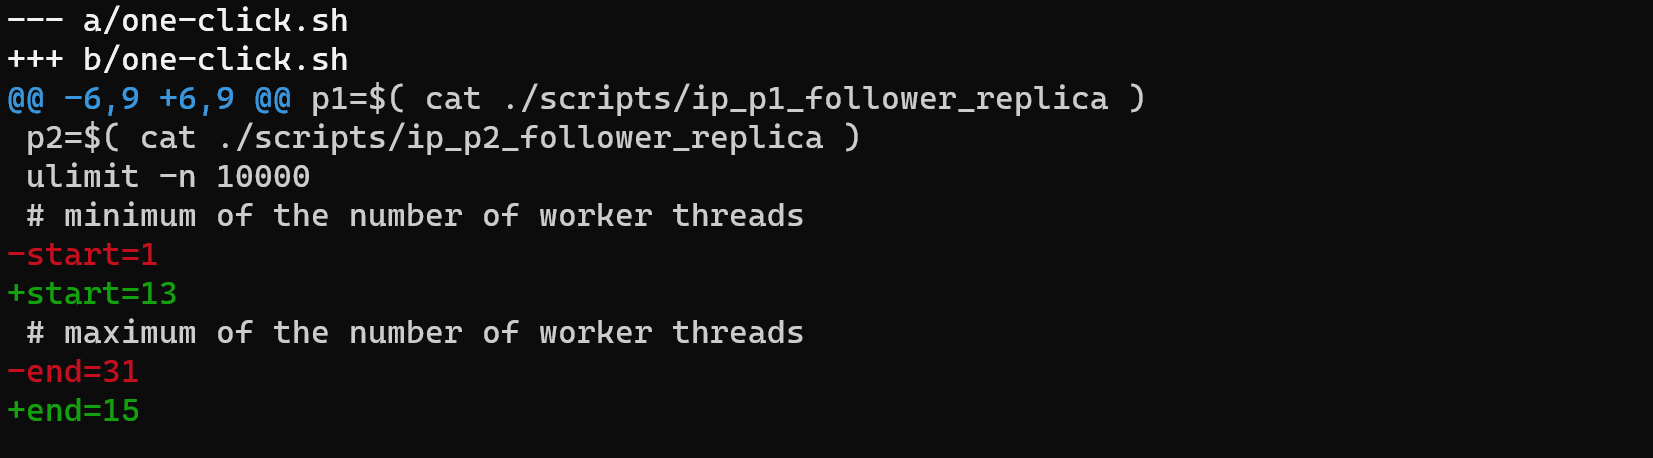 --- a/one-click.sh
+++ b/one-click.sh
@@ -6,9 +6,9 @@ p1=$( cat ./scripts/ip_p1_follower_replica )
 p2=$( cat ./scripts/ip_p2_follower_replica )
 ulimit -n 10000
 # minimum of the number of worker threads
-start=1
+start=13
 # maximum of the number of worker threads
-end=31
+end=15